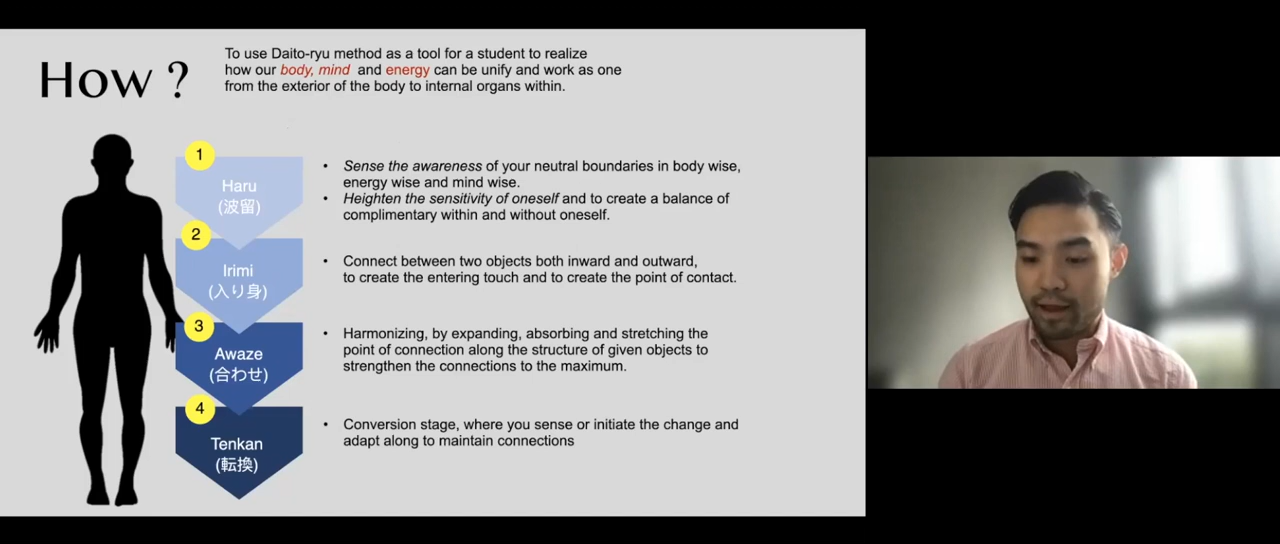 How ?
To use Daito-ryu method as a tool for a student to realize
how our body, mind and energy can be unify and work as one
from the exterior of the body to internal organs within.
1
Haru
(波留)
• Sense the awareness of your neutral boundaries in body wise,
energy wise and mind wise.
• Heighten the sensitivity of oneself and to create a balance of
complimentary within and without oneself.
2
Irimi
(入り身)
• Connect between two objects both inward and outward,
to create the entering touch and to create the point of contact.
3
Awaze
(合わせ)
• Harmonizing, by expanding, absorbing and stretching the
point of connection along the structure of given objects to
strengthen the connections to the maximum.
4
Tenkan
(転換)
• Conversion stage, where you sense or initiate the change and
adapt along to maintain connections